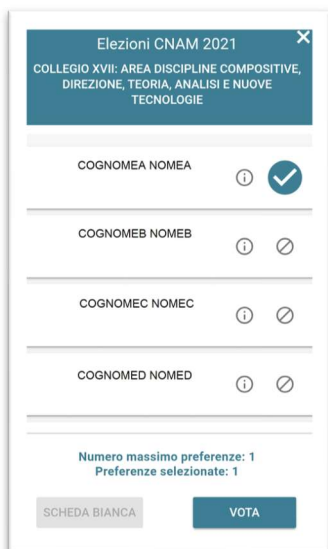 Elezioni CNAM 2021
COLLEGIO XVII: AREA DISCIPLINE COMPOSITIVE,
DIREZIONE, TEORIA, ANALISI E NUOVE
TECNOLOGIE
COGNOMEA NOMEA
COGNOMEB NOMEB
COGNOMEC NOMEC
COGNOMED NOMED
Numero massimo preferenze: 1
Preferenze selezionate: 1
SCHEDA BIANCA
VOTA